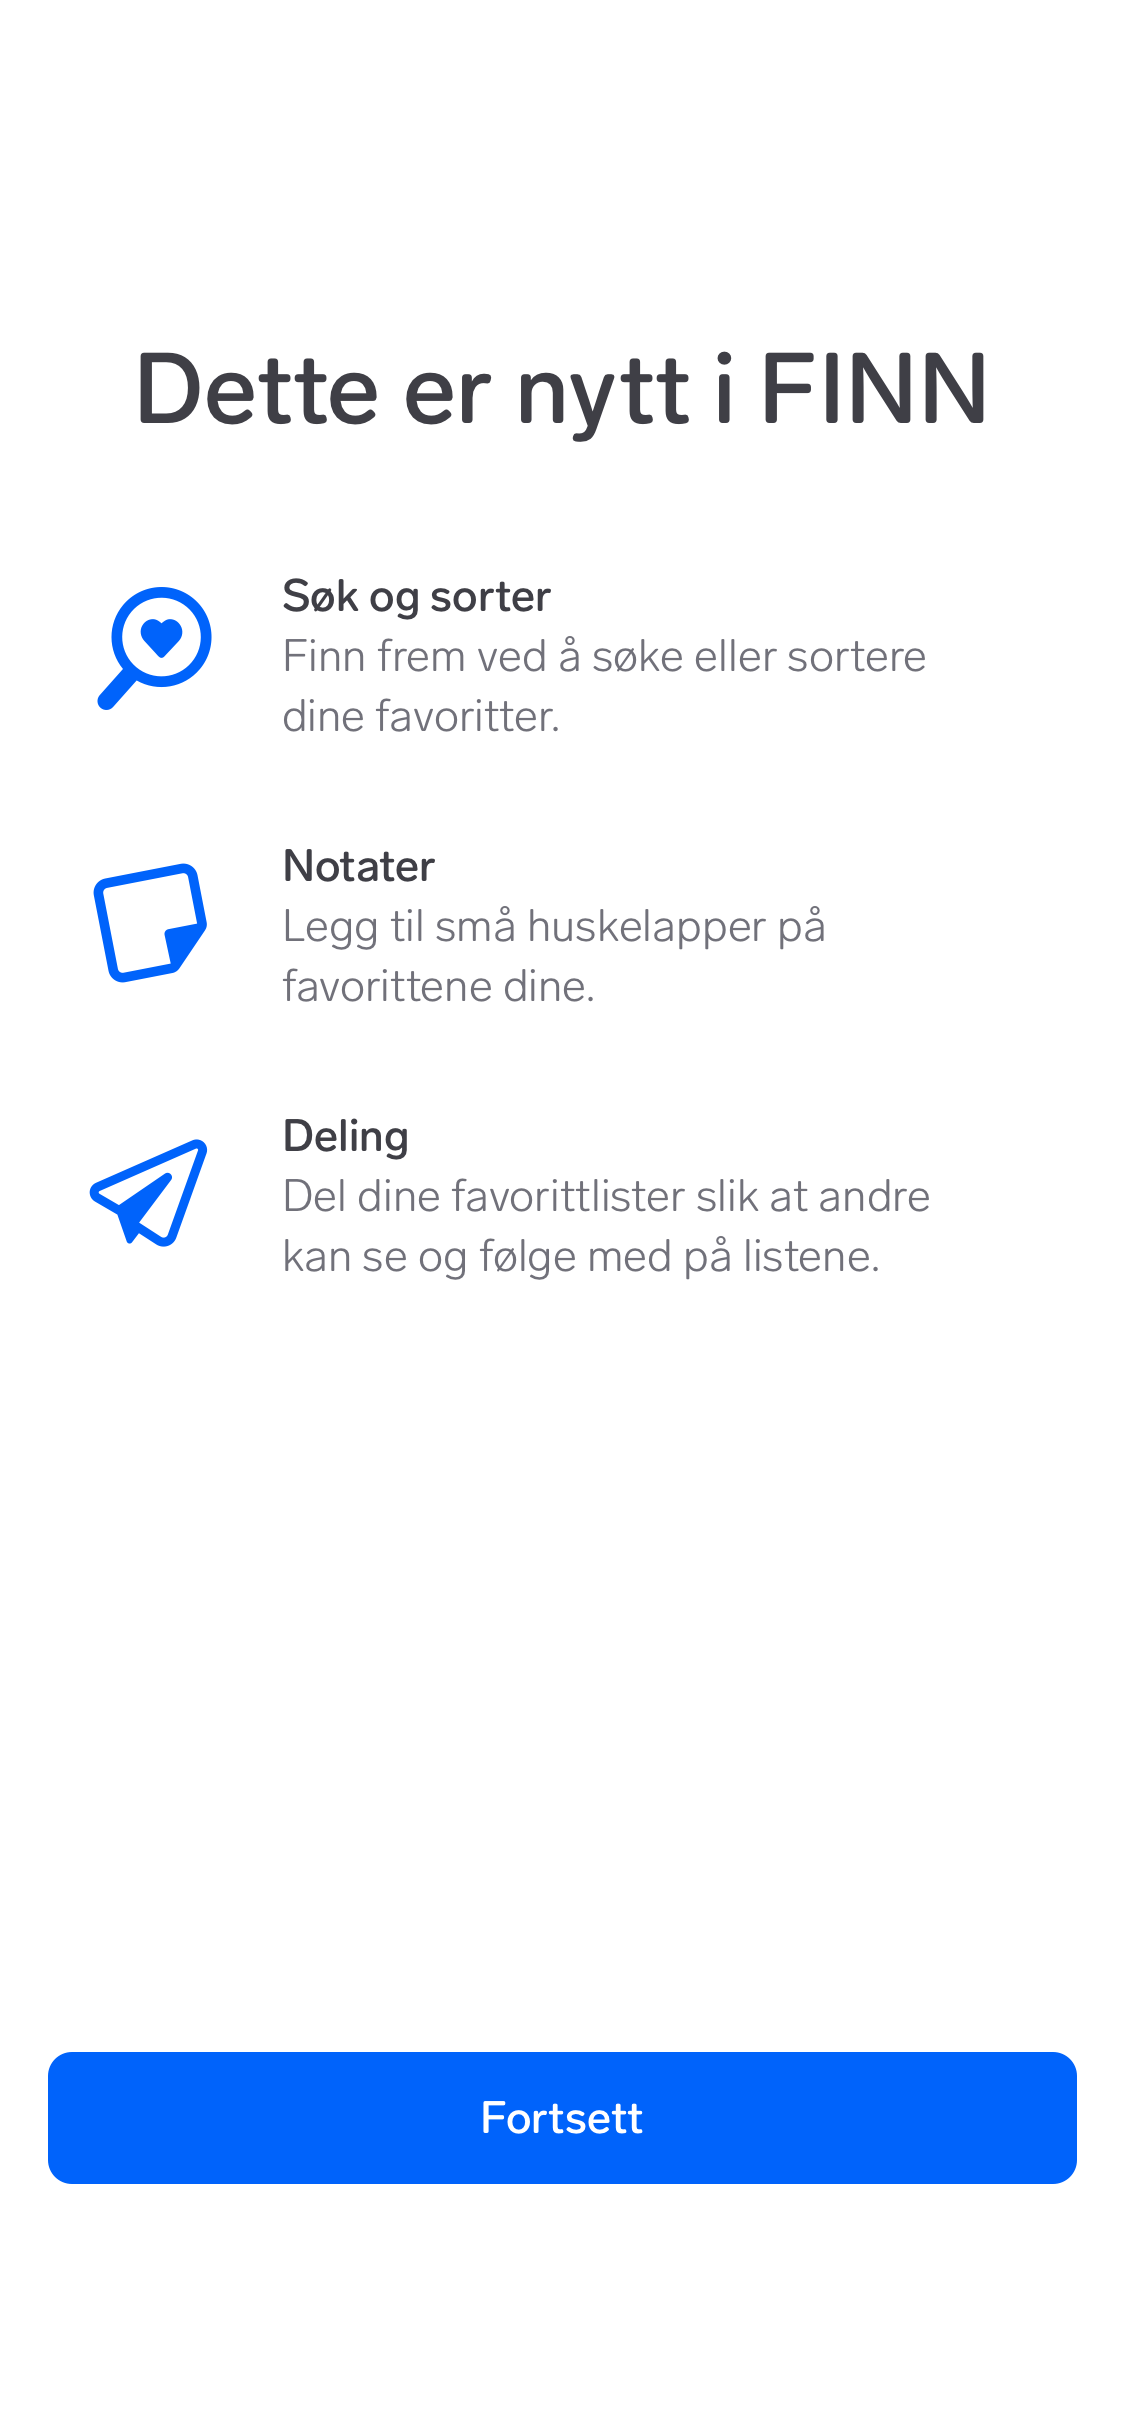 Dette er nytt i FINN
Søk og sorter
Finn frem ved å søke eller sortere
dine favoritter.
Notater
Legg til små huskelapper på
favorittene dine.
Deling
Del dine favorittlister slik at andre
kan se og følge med på listene.
Fortsett